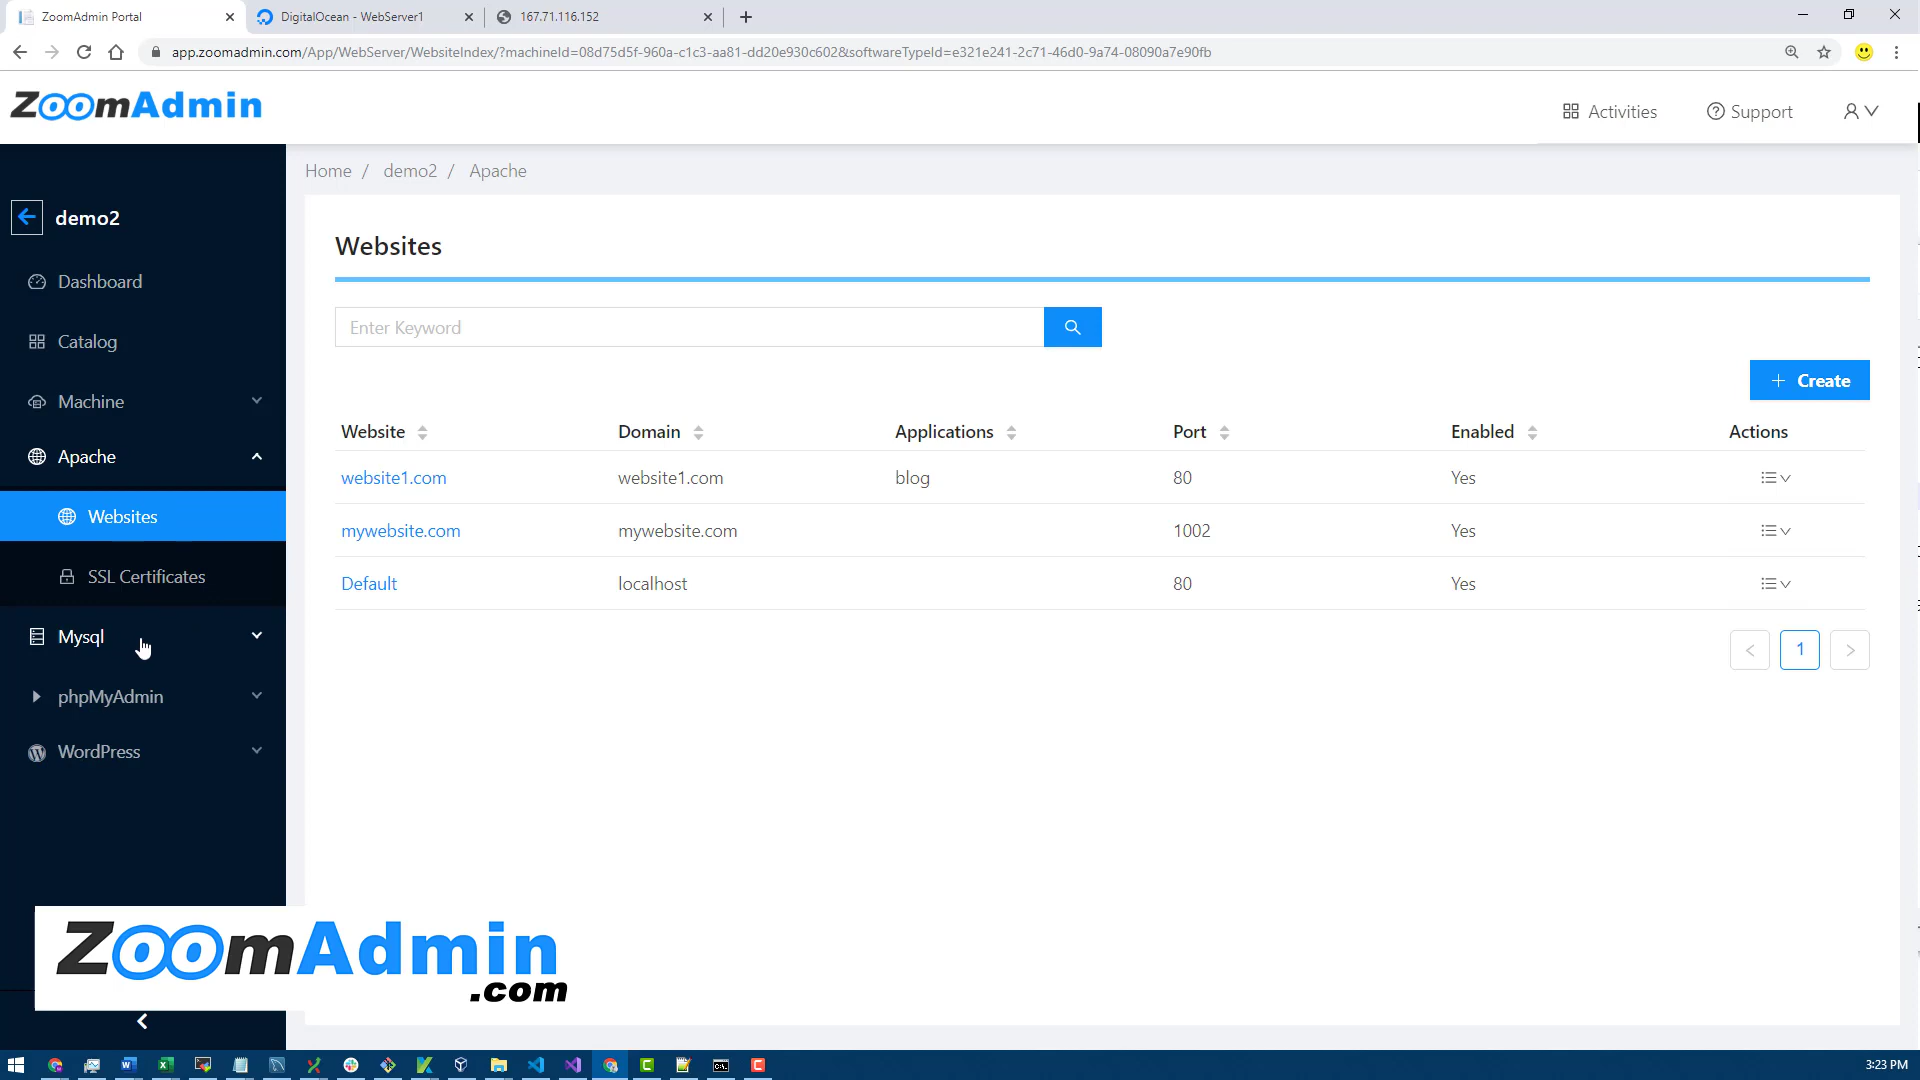 ZoomAdmin Portal
DigitalOcean - WebServer1
167.71.116.152
app.zoomadmin.com/App/WebServer/WebsiteIndex/?machineId=08d75d5f-960a-c1c3-aa81-dd20e930c602&softwareTypeId=e321e241-2c71-46d0-9a74-08090a7e90fb
ZoomAdmin
Activities
Support
Home / demo2 / Apache
demo2
Dashboard
Catalog
Machine
Apache
Websites
SSL Certificates
Mysql
phpMyAdmin
WordPress
Websites
Enter Keyword
+ Create
Website Domain Applications Port Enabled Actions
website1.com website1.com blog 80 Yes
mywebsite.com mywebsite.com 1002 Yes
Default localhost 80 Yes
< 1 >
ZoomAdmin
.com
3:23 PM